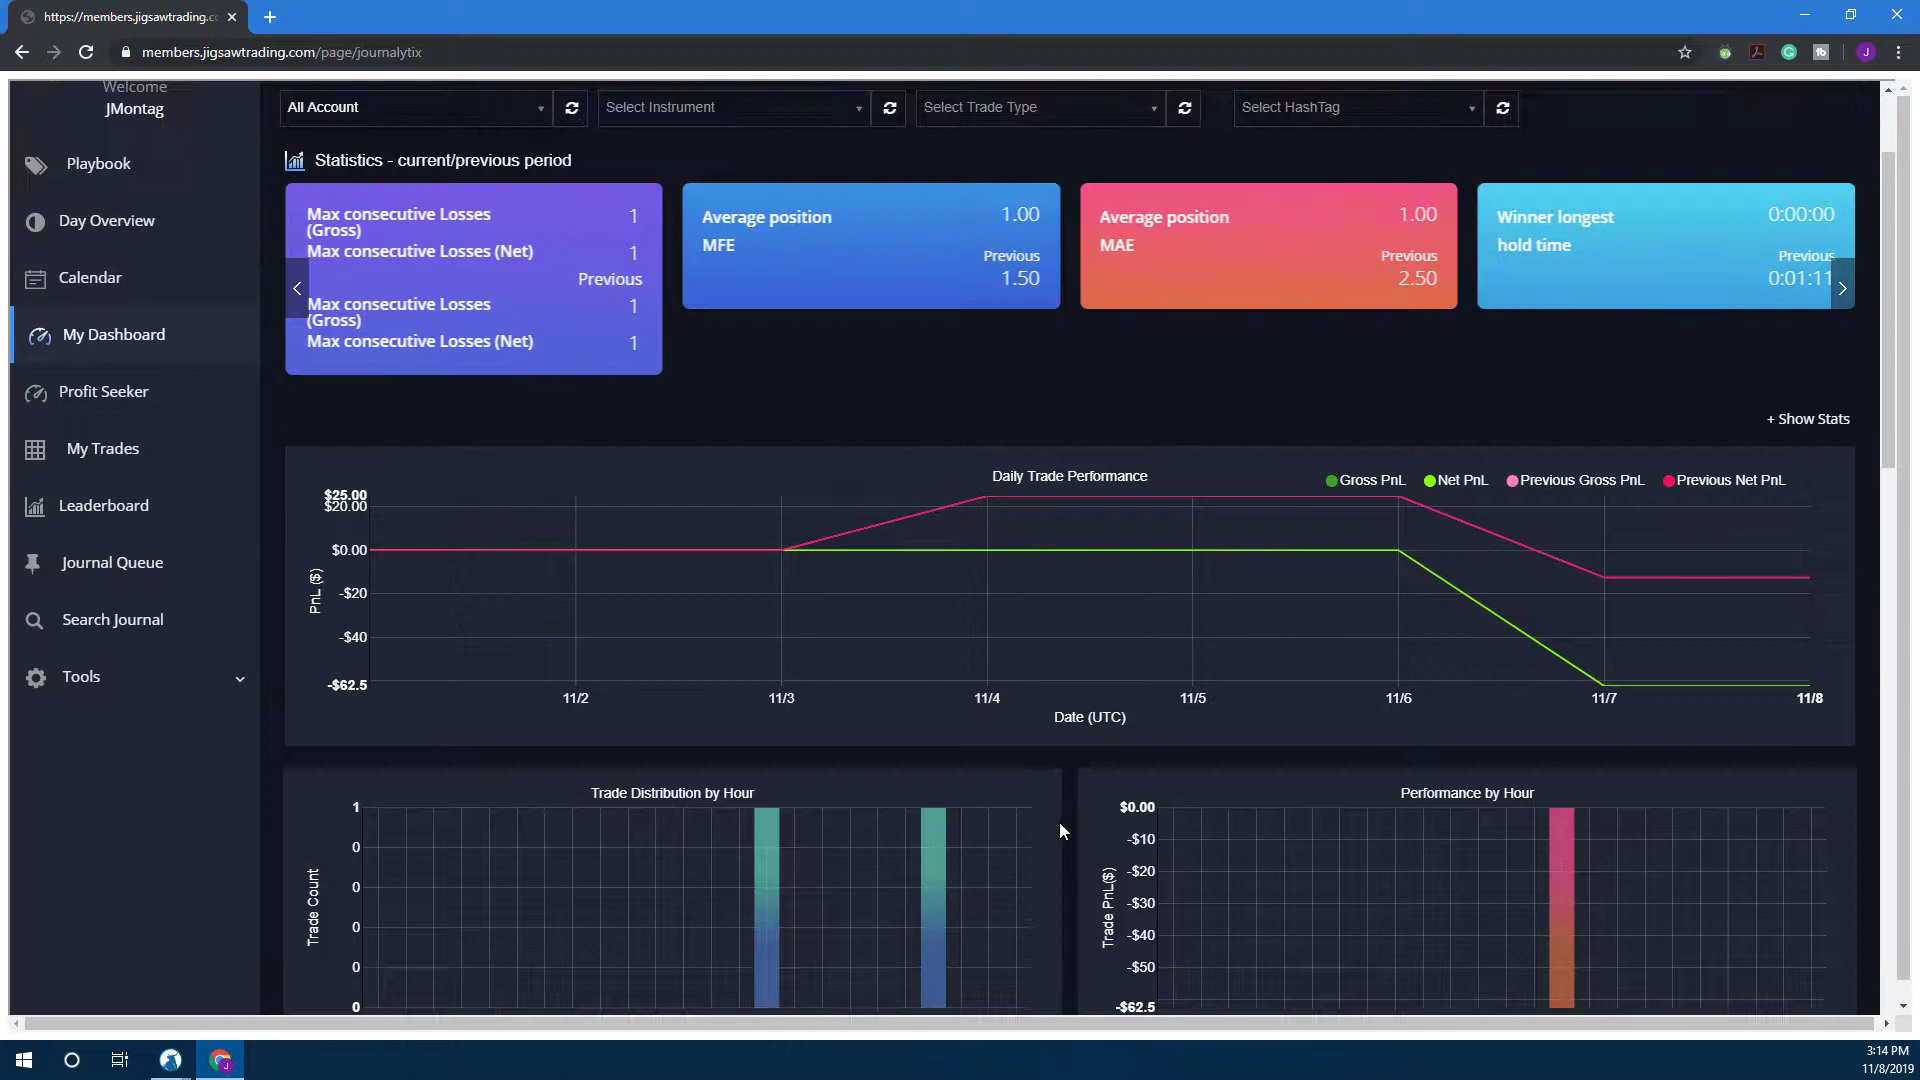 https://members.jigsawtrading.c
members.jigsawtrading.com/page/journalytix
Welcome
JMontag
Playbook
Day Overview
Calendar
My Dashboard
Profit Seeker
My Trades
Leaderboard
Journal Queue
Search Journal
Tools
All Account
Select Instrument
Select Trade Type
Select HashTag
Statistics - current/previous period
Max consecutive Losses (Gross) 1
Max consecutive Losses (Net) 1
Previous
Max consecutive Losses (Gross) 1
Max consecutive Losses (Net) 1
Average position MFE
1.00
Previous
1.50
Average position MAE
1.00
Previous
2.50
Winner longest hold time
0:00:00
Previous
0:01:11
+ Show Stats
Daily Trade Performance
Gross PnL Net PnL Previous Gross PnL Previous Net PnL
$25.00
$20.00
$0.00
-$20
-$40
-$62.5
PnL ($)
11/2 11/3 11/4 11/5 11/6 11/7 11/8
Date (UTC)
Trade Distribution by Hour
1
0
0
0
0
0
Trade Count
Performance by Hour
$0.00
-$10
-$20
-$30
-$40
-$50
-$62.5
Trade PnL($)
J
fb
3:14 PM
11/8/2019